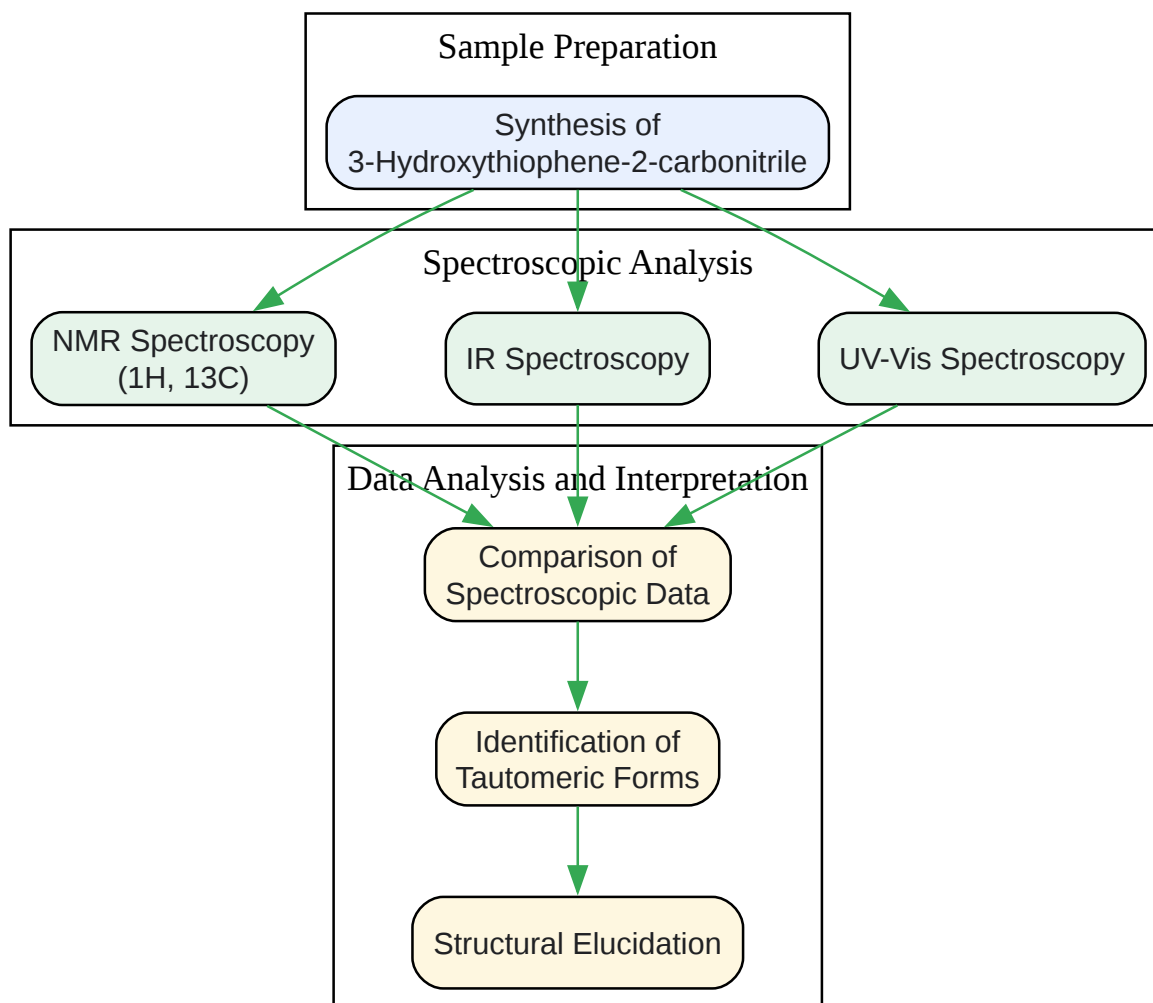 Sample Preparation
Synthesis of
3-Hydroxythiophene-2-carbonitrile
Spectroscopic Analysis
NMR Spectroscopy
(1H, 13C)
IR Spectroscopy
UV-Vis Spectroscopy
Data Analysis and Interpretation
Comparison of
Spectroscopic Data
Identification of
Tautomeric Forms
Structural Elucidation